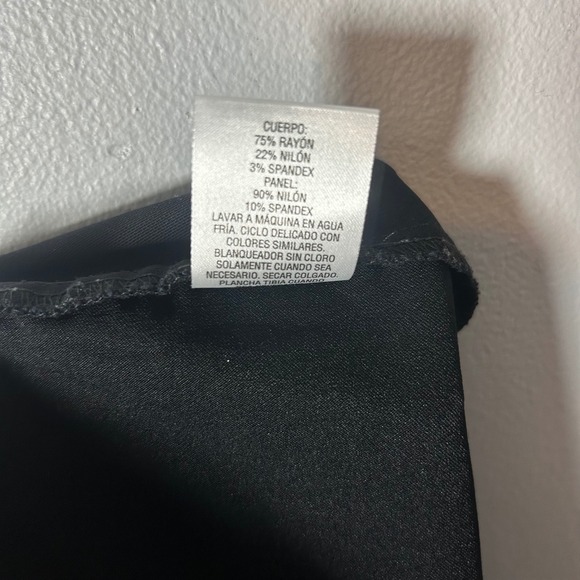 CUERPO:
75% RAYÓN
22% NILÓN
3% SPANDEX
PANEL:
90% NILÓN
10% SPANDEX
LAVAR A MÁQUINA EN AGUA
FRÍA. CICLO DELICADO CON
COLORES SIMILARES.
BLANQUEADOR SIN CLORO
SOLAMENTE CUANDO SEA
NECESARIO. SECAR COLGADO.
PLANCHA TIBIA CUANDO